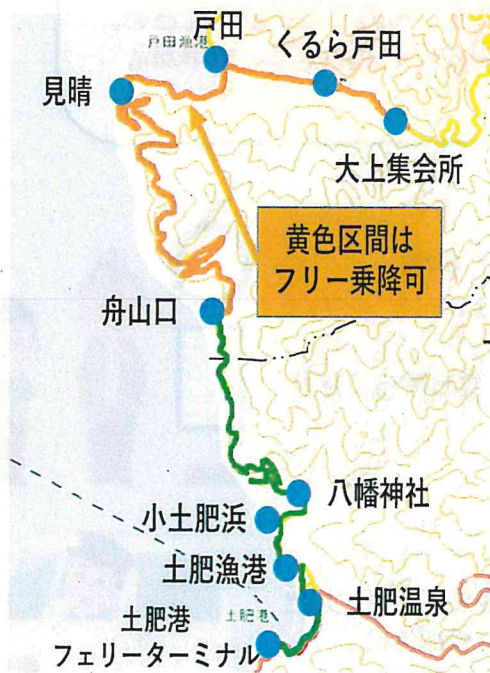 戸田
戸田漁港
くるら戸田
見晴
大上集会所
黄色区間は
フリー乗降可
舟山口
八幡神社
小土肥浜
土肥漁港
土肥温泉
土肥港
土肥港
フェリーターミナル